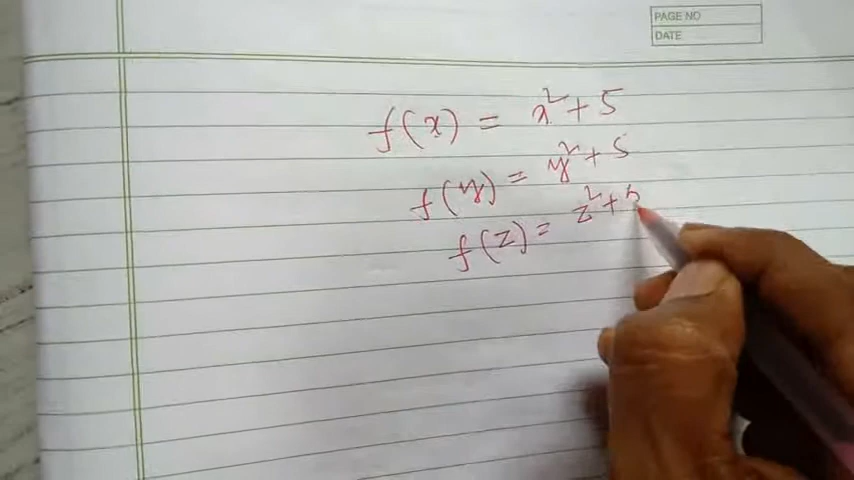 PAGE NO
DATE
f(x) = x² + 5
f(y) = y² + 5
f(z) = z² + 5